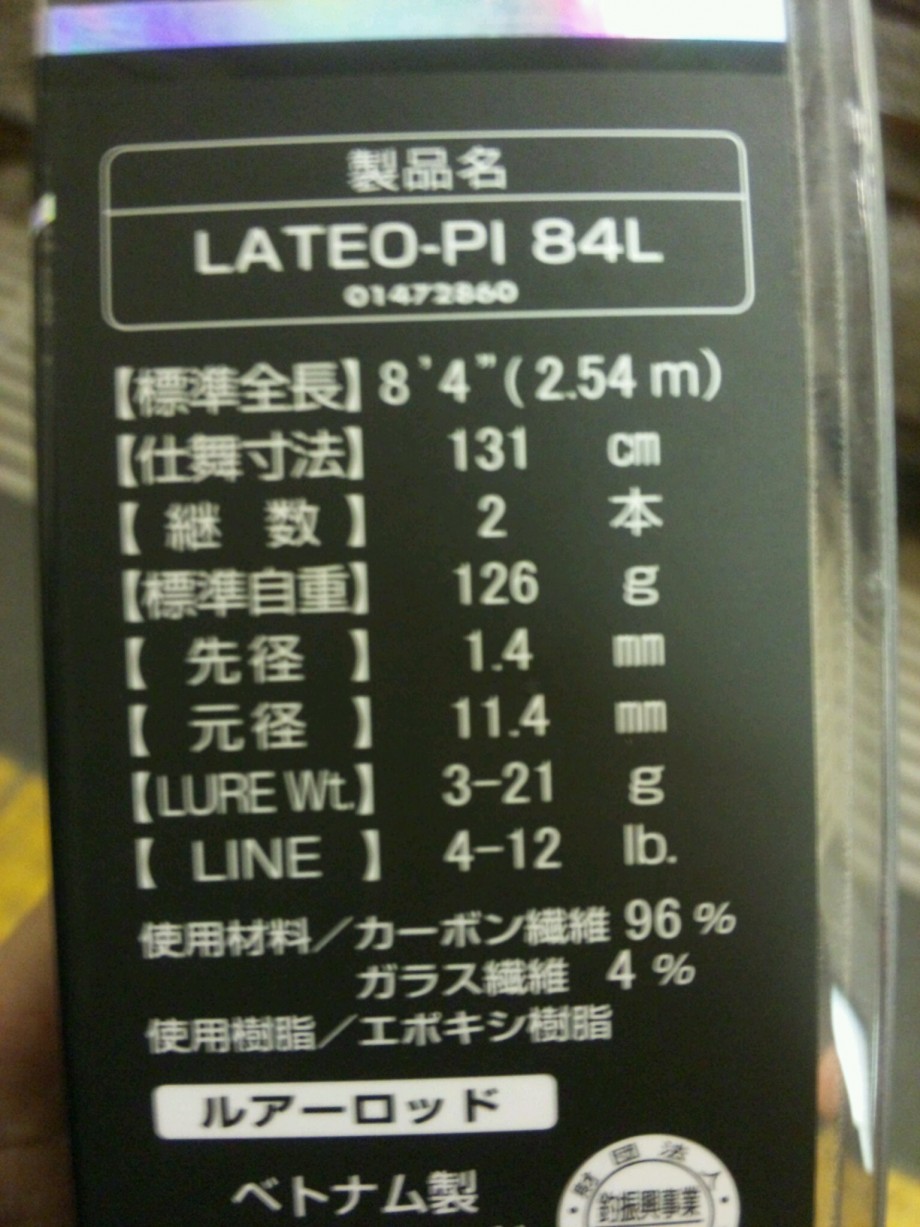 製品名
LATEO-PI 84L
01472860
【標準全長】 8'4"(2.54 m)
【仕舞寸法】 131 cm
【 継 数 】 2 本
【標準自重】 126 g
【 先径 】 1.4 mm
【 元径 】 11.4 mm
【LURE Wt.】 3-21 g
【 LINE 】 4-12 lb.
使用材料／カーボン繊維 96 %
ガラス繊維 4 %
使用樹脂／エポキシ樹脂
ルアーロッド
ベトナム製
財団法人
釣振興事業